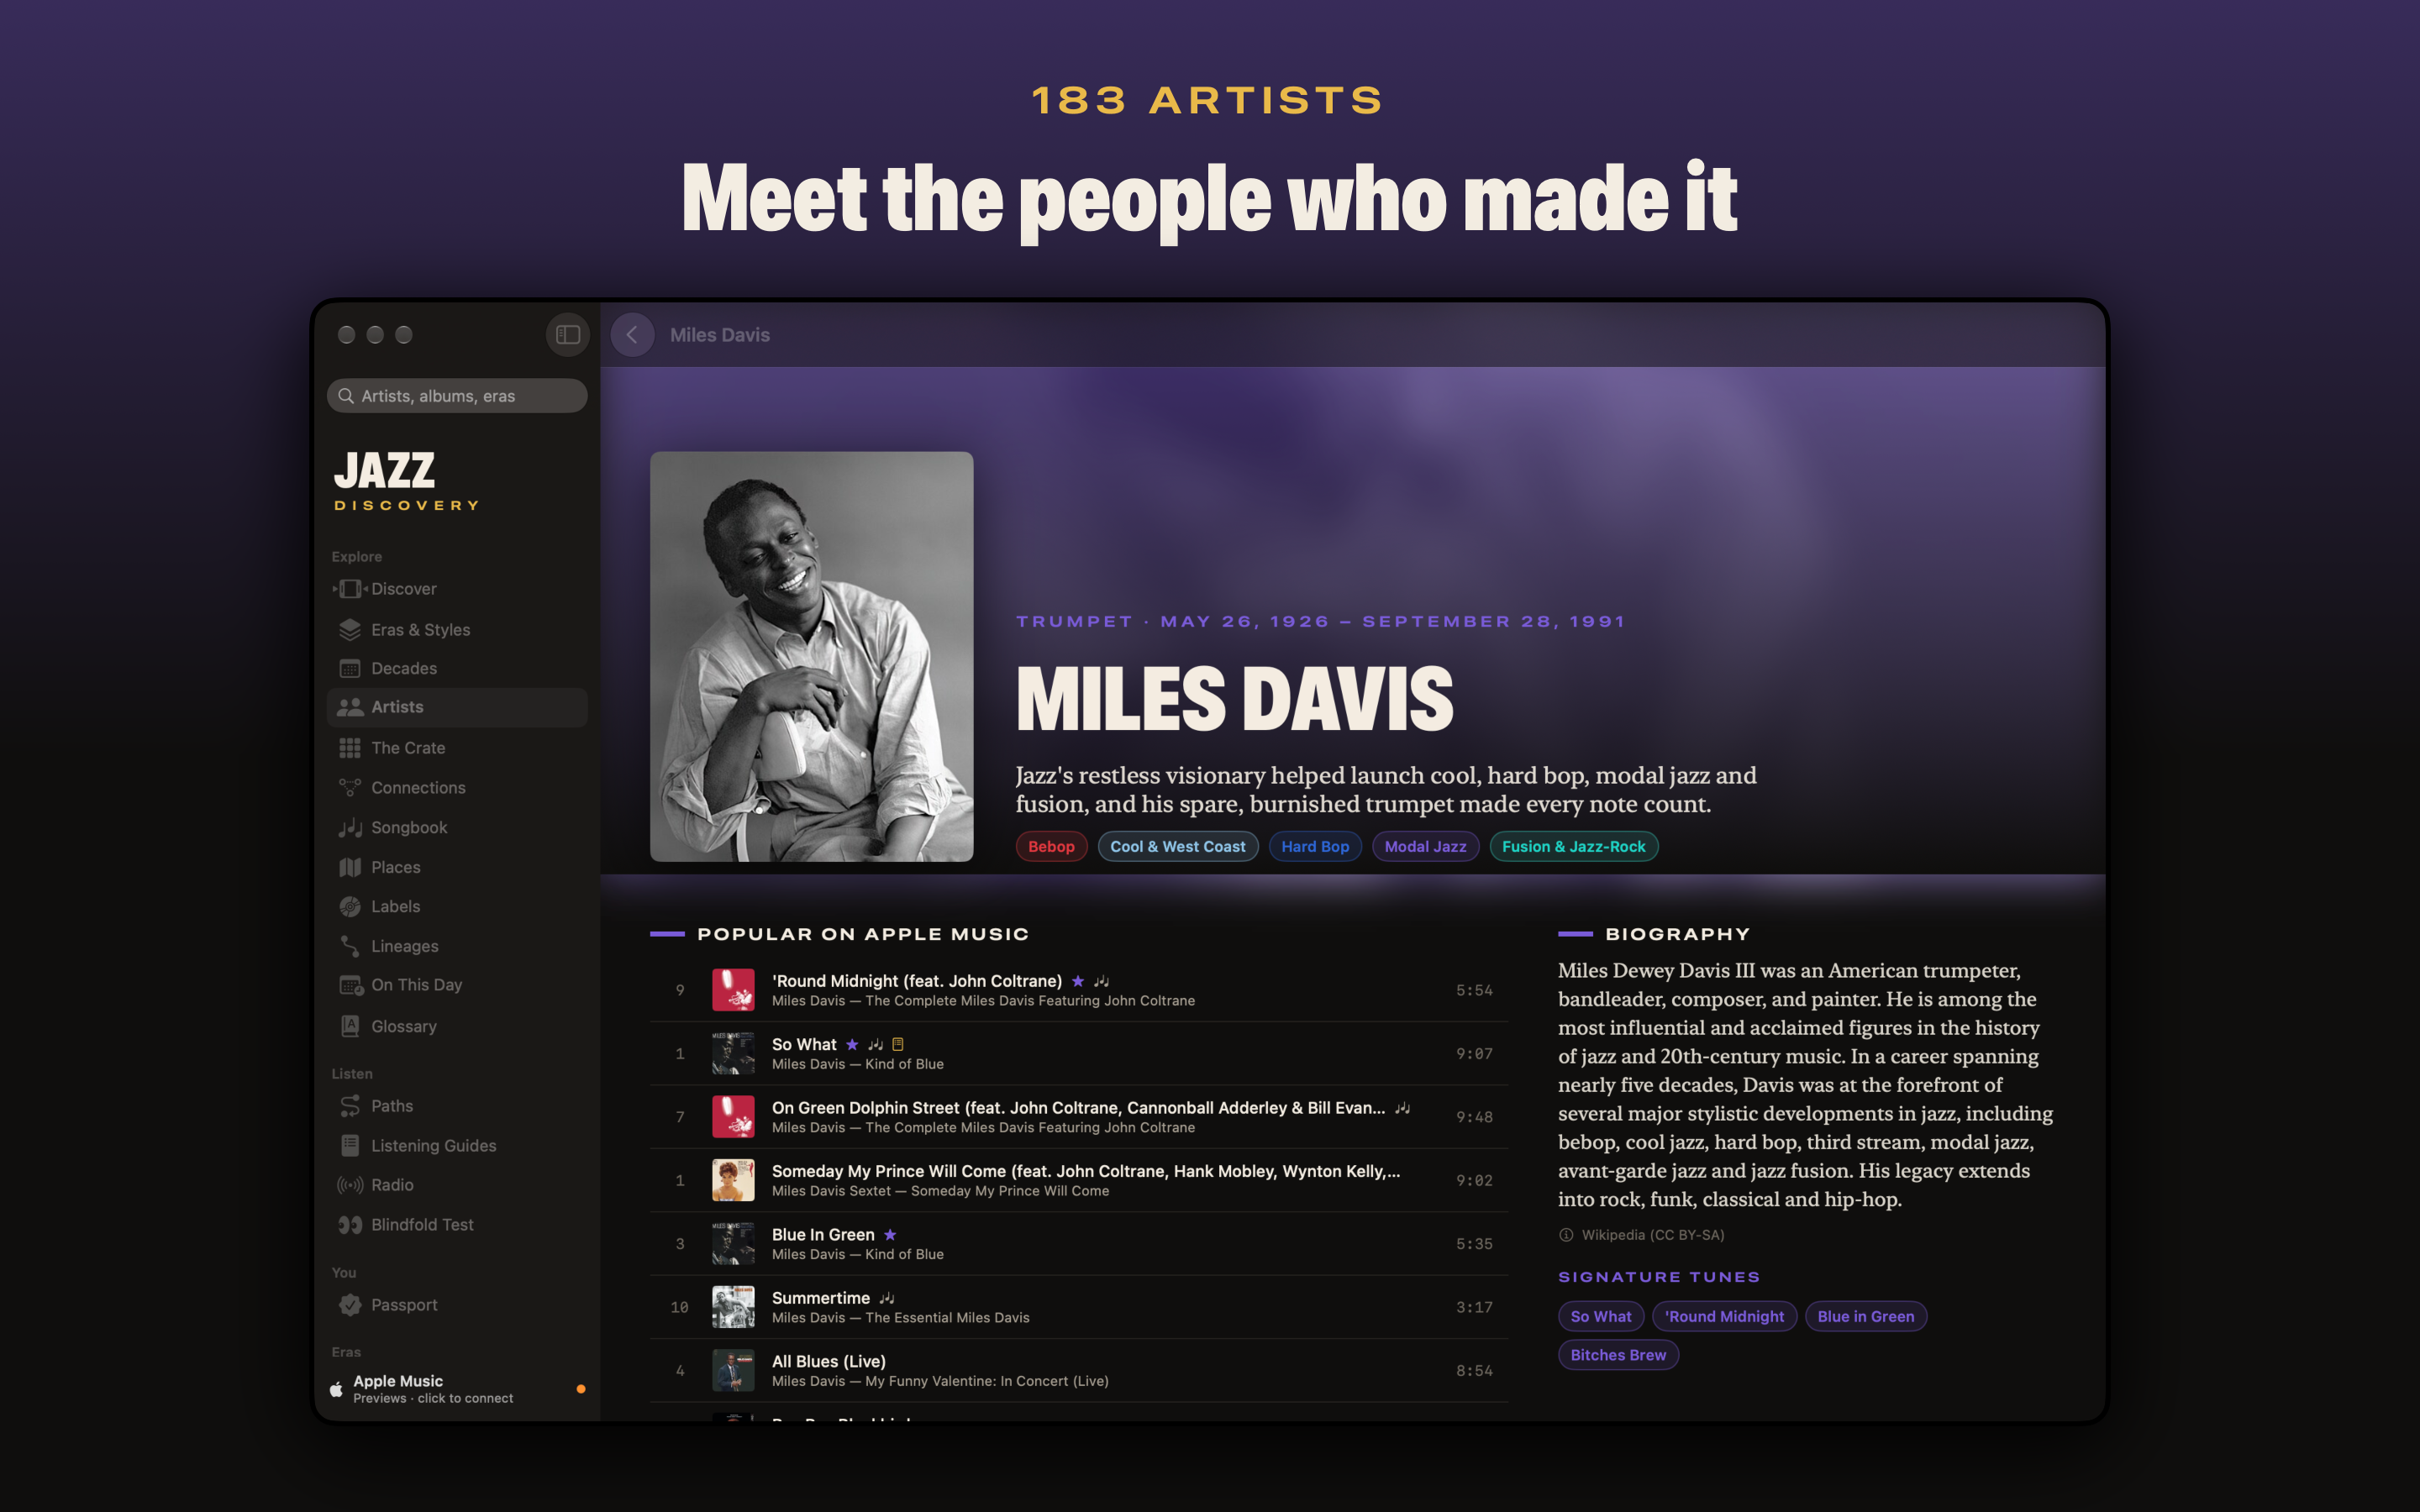 183 ARTISTS
Meet the people who made it
Miles Davis
Artists, albums, eras
JAZZ
DISCOVERY
Explore
Discover
Eras & Styles
Decades
Artists
The Crate
Connections
Songbook
Places
Labels
Lineages
On This Day
Glossary
Listen
Paths
Listening Guides
Radio
Blindfold Test
You
Passport
Eras
Apple Music
Previews · click to connect
TRUMPET · MAY 26, 1926 – SEPTEMBER 28, 1991
MILES DAVIS
Jazz's restless visionary helped launch cool, hard bop, modal jazz and
fusion, and his spare, burnished trumpet made every note count.
Bebop
Cool & West Coast
Hard Bop
Modal Jazz
Fusion & Jazz-Rock
POPULAR ON APPLE MUSIC
9
'Round Midnight (feat. John Coltrane)
Miles Davis — The Complete Miles Davis Featuring John Coltrane
5:54
1
So What
Miles Davis — Kind of Blue
9:07
7
On Green Dolphin Street (feat. John Coltrane, Cannonball Adderley & Bill Evan...
Miles Davis — The Complete Miles Davis Featuring John Coltrane
9:48
1
Someday My Prince Will Come (feat. John Coltrane, Hank Mobley, Wynton Kelly,...
Miles Davis Sextet — Someday My Prince Will Come
9:02
3
Blue In Green
Miles Davis — Kind of Blue
5:35
10
Summertime
Miles Davis — The Essential Miles Davis
3:17
4
All Blues (Live)
Miles Davis — My Funny Valentine: In Concert (Live)
8:54
BIOGRAPHY
Miles Dewey Davis III was an American trumpeter,
bandleader, composer, and painter. He is among the
most influential and acclaimed figures in the history
of jazz and 20th-century music. In a career spanning
nearly five decades, Davis was at the forefront of
several major stylistic developments in jazz, including
bebop, cool jazz, hard bop, third stream, modal jazz,
avant-garde jazz and jazz fusion. His legacy extends
into rock, funk, classical and hip-hop.
Wikipedia (CC BY-SA)
SIGNATURE TUNES
So What
'Round Midnight
Blue in Green
Bitches Brew